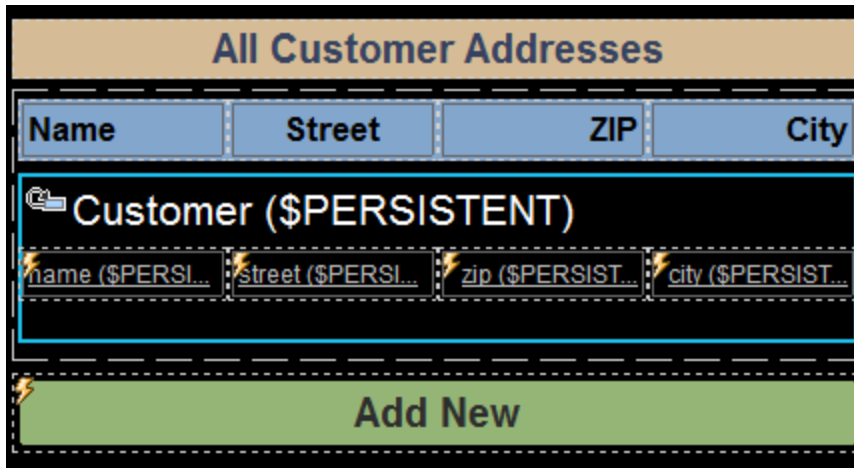 All Customer Addresses
Name Street ZIP City
Customer ($PERSISTENT)
name ($PERSI... street ($PERSI... zip ($PERSIST... city ($PERSIST...
Add New